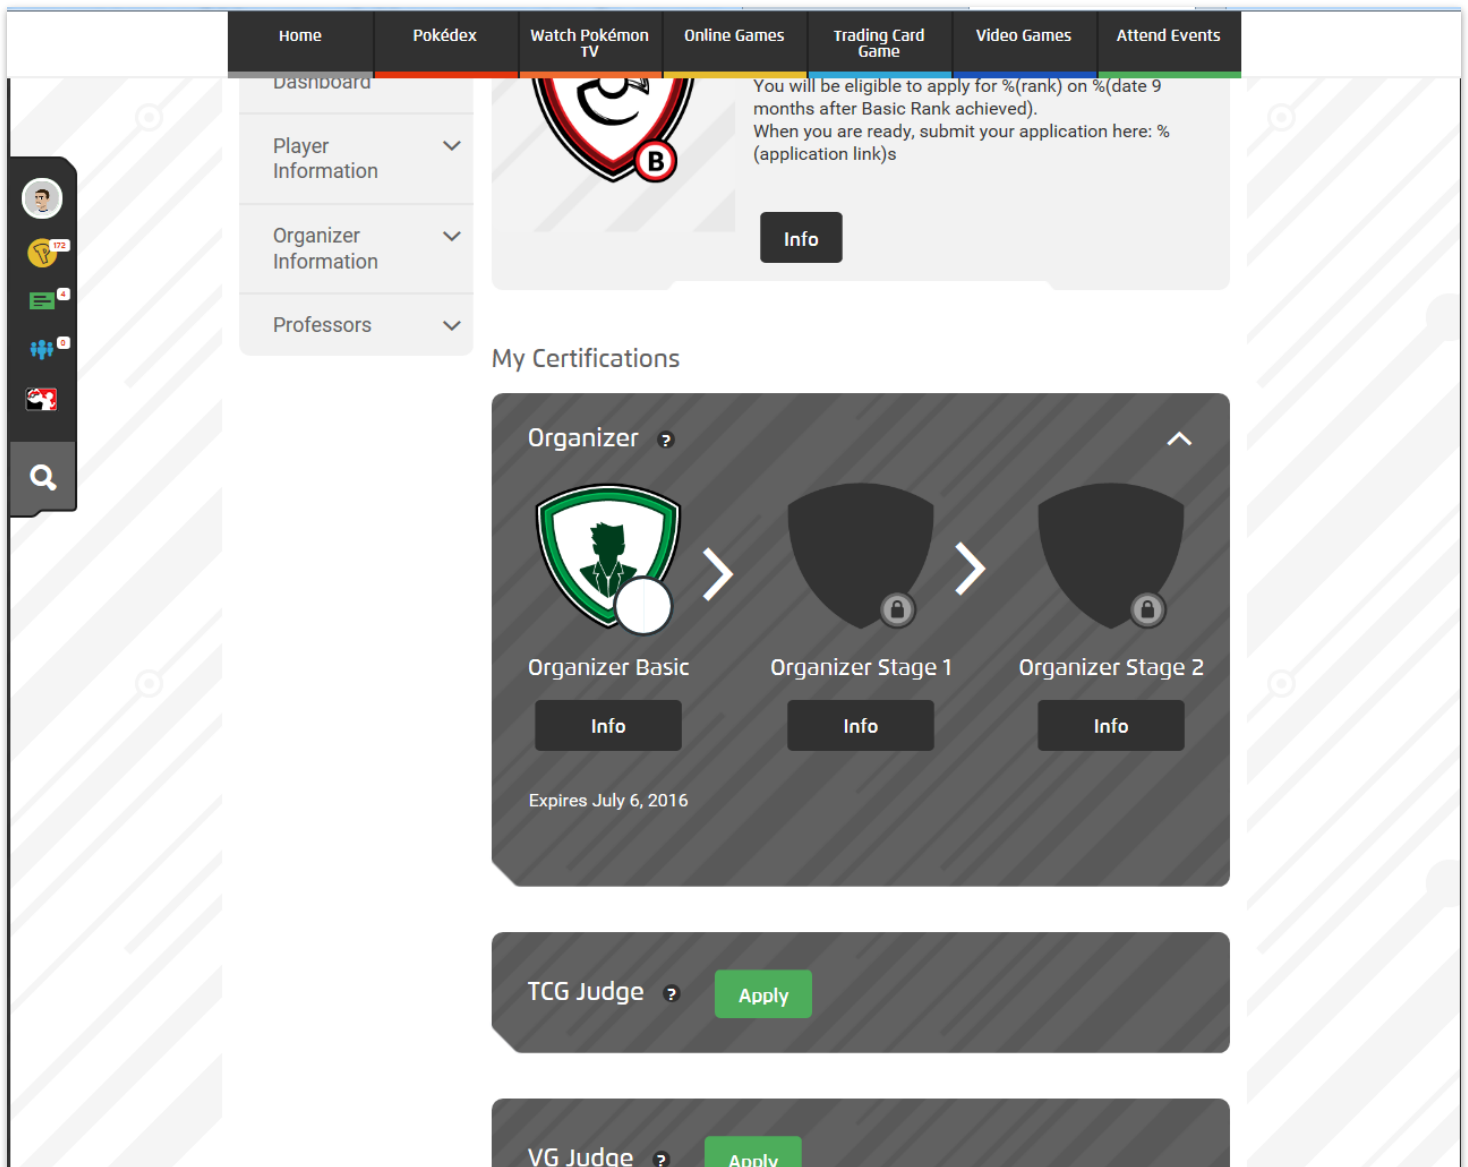 Home
Pokédex
Watch Pokémon
TV
Online Games
Trading Card
Game
Video Games
Attend Events
Dashboard
Player
Information
Organizer
Information
Professors
172
4
0
B
You will be eligible to apply for %(rank) on %(date 9
months after Basic Rank achieved).
When you are ready, submit your application here: %
(application link)s
Info
My Certifications
Organizer ?
Organizer Basic
Organizer Stage 1
Organizer Stage 2
Info
Info
Info
Expires July 6, 2016
TCG Judge ? Apply
VG Judge ? Apply